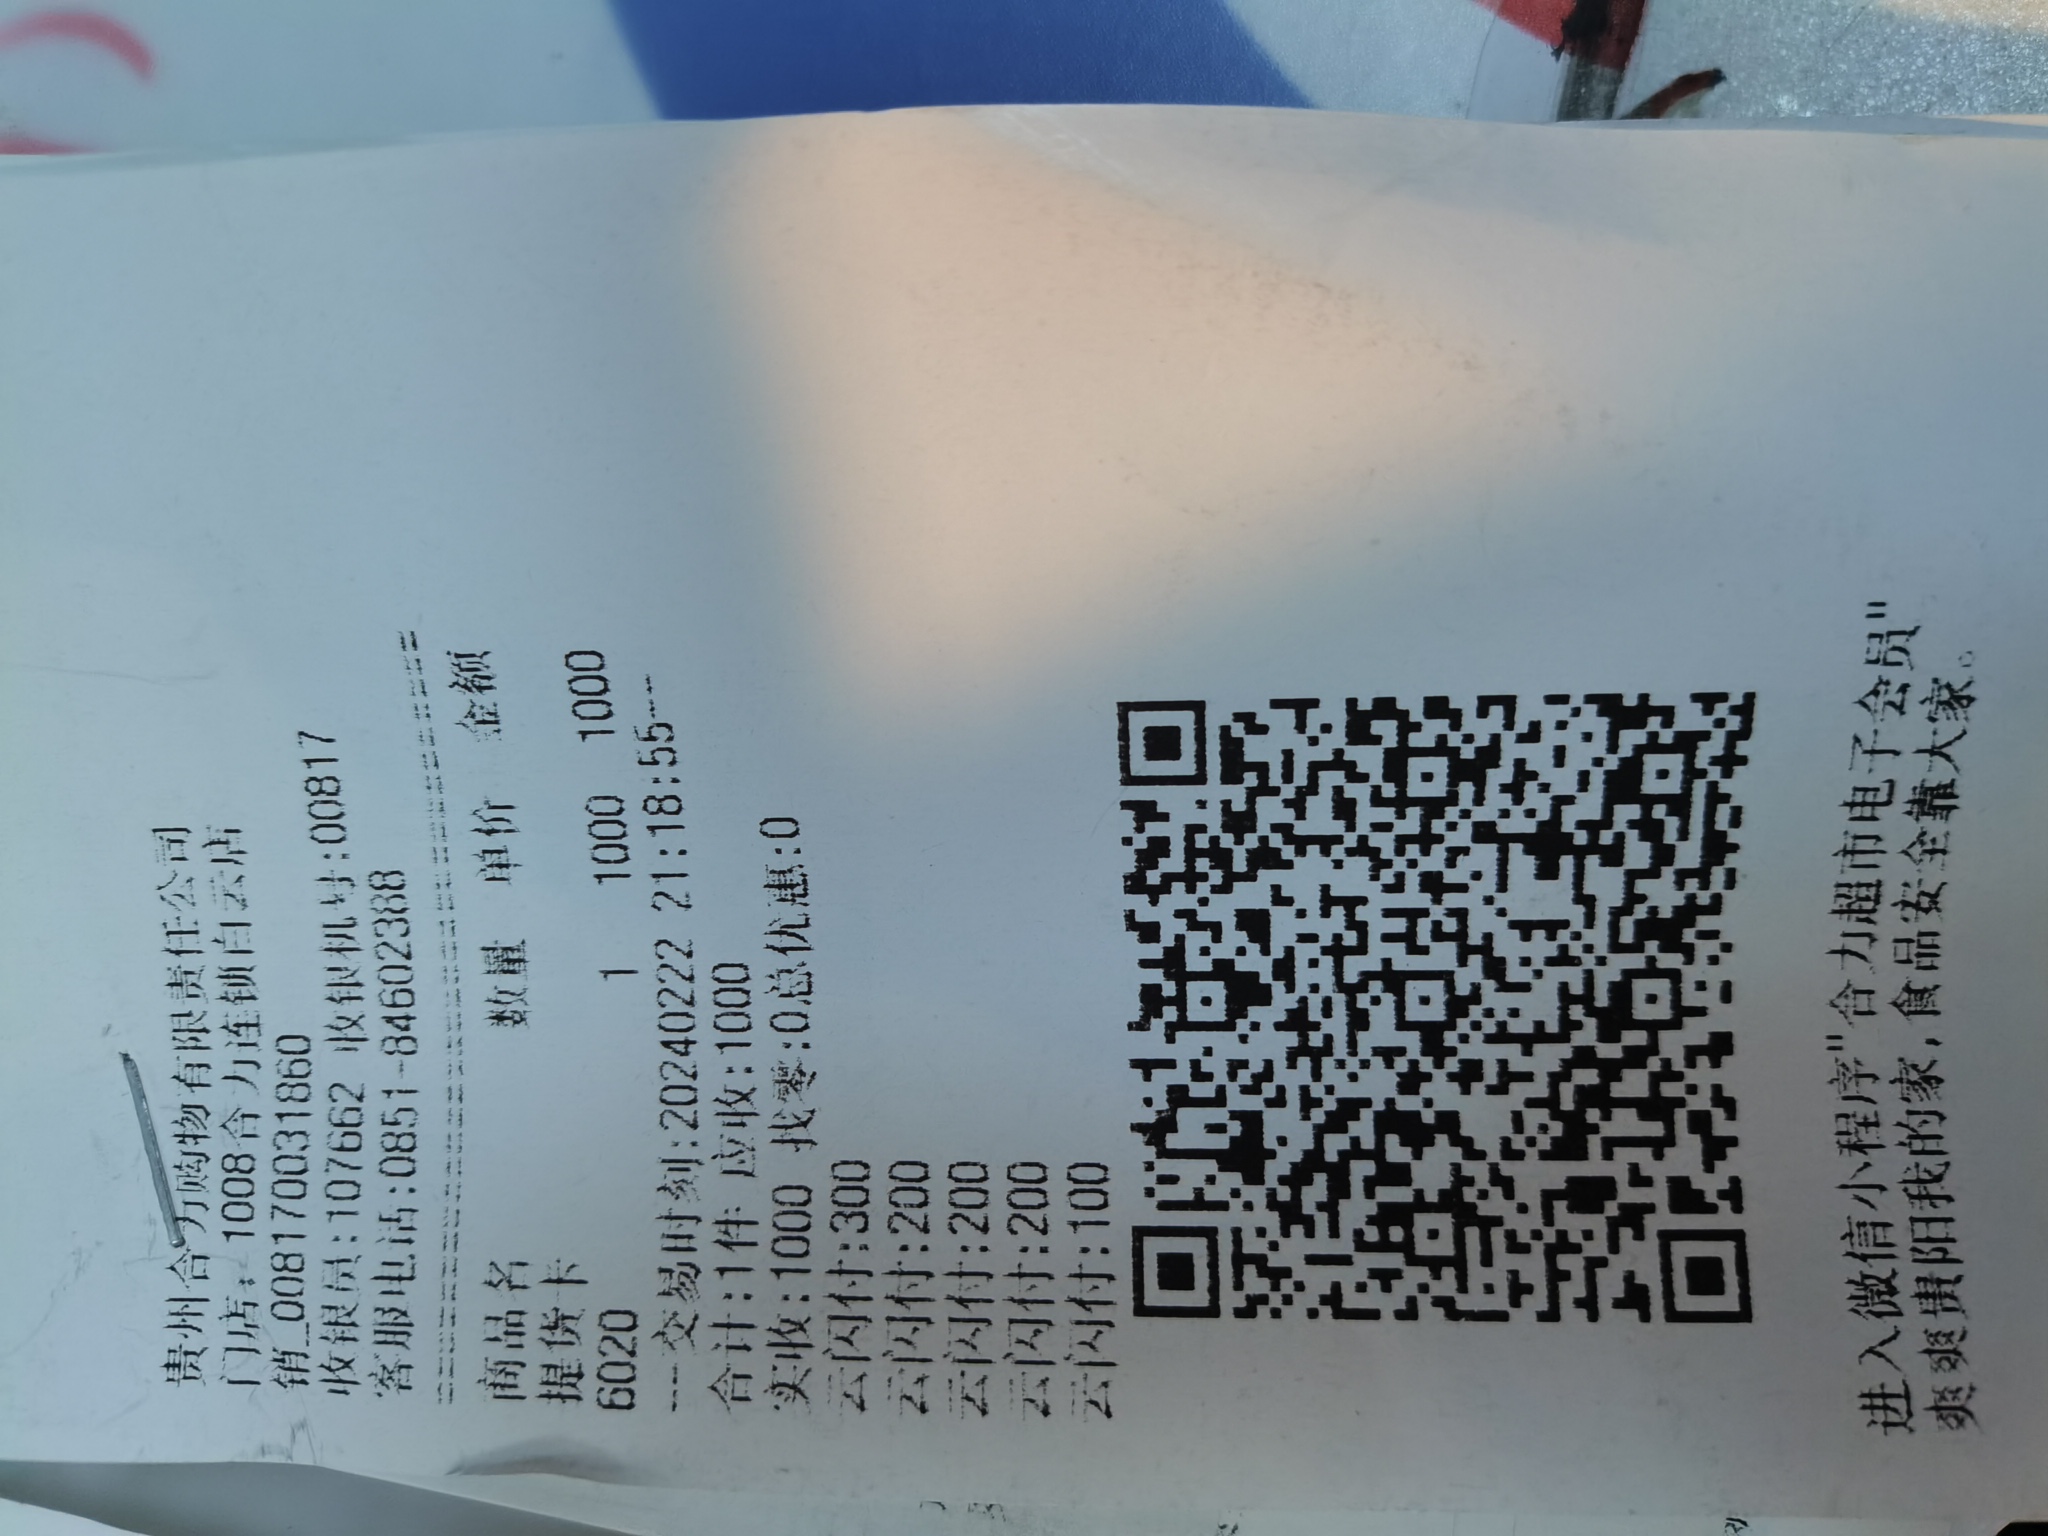 贵州合力购物有限责任公司
门店: 1008合力连锁白云店
销_00817003​1860
收银员:107662 收银机号:00817
客服电话:0851-84602388
商品名 数量 单价 金额
提货卡
6020 1 1000 1000
---交易时刻:20240222 21:18:55---
合计:1件 应收:1000
实收:1000 找零:0总优惠:0
云闪付:300
云闪付:200
云闪付:200
云闪付:200
云闪付:100
进入微信小程序"合力超市电子会员"
爽爽贵阳我的家,食品安全靠大家。